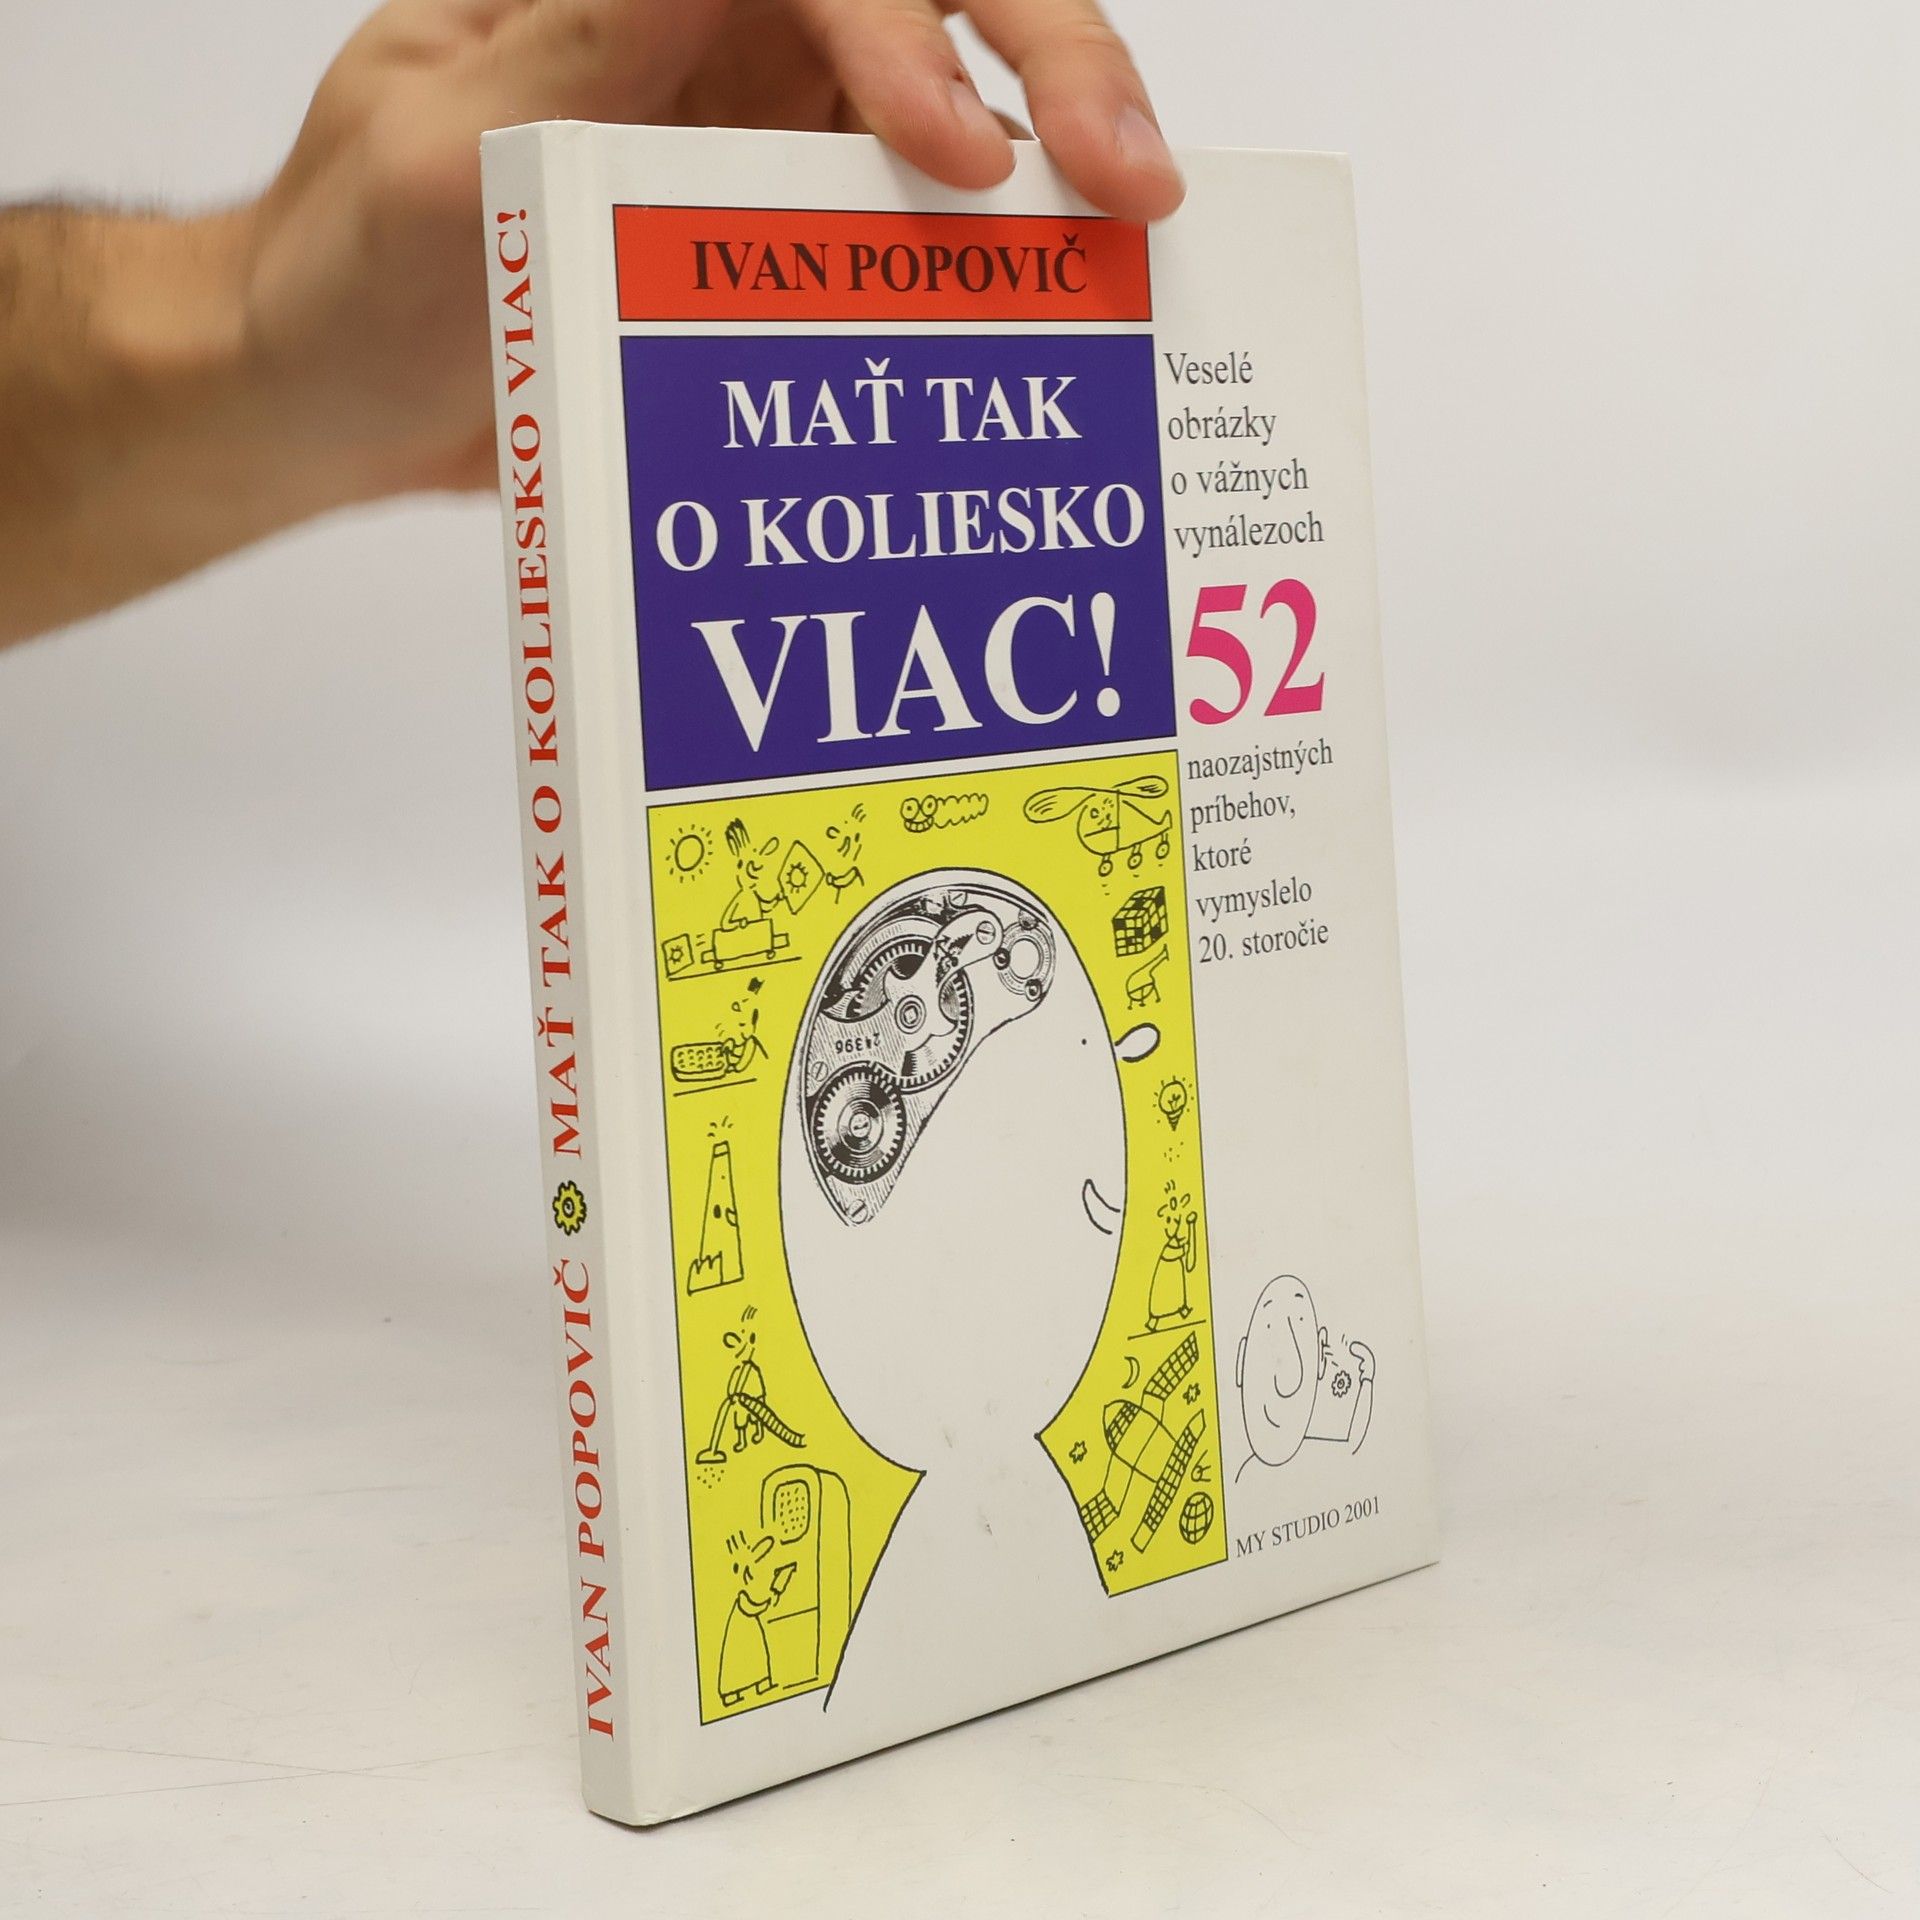 IVAN POPOVIČ
MAŤ TAK
O KOLIESKO
VIAC!
Veselé
obrázky
o vážnych
vynálezoch
52
naozajstných
príbehov,
ktoré
vymyslelo
20. storočie
24396
MY STUDIO 2001
IVAN POPOVIČ MAŤ TAK O KOLIESKO VIAC!